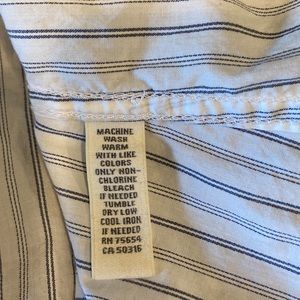 MACHINE
WASH
WARM
WITH LIKE
COLORS
ONLY NON-
CHLORINE
BLEACH
IF NEEDED
TUMBLE
DRY LOW
COOL IRON
IF NEEDED
RN 75654
CA 50316